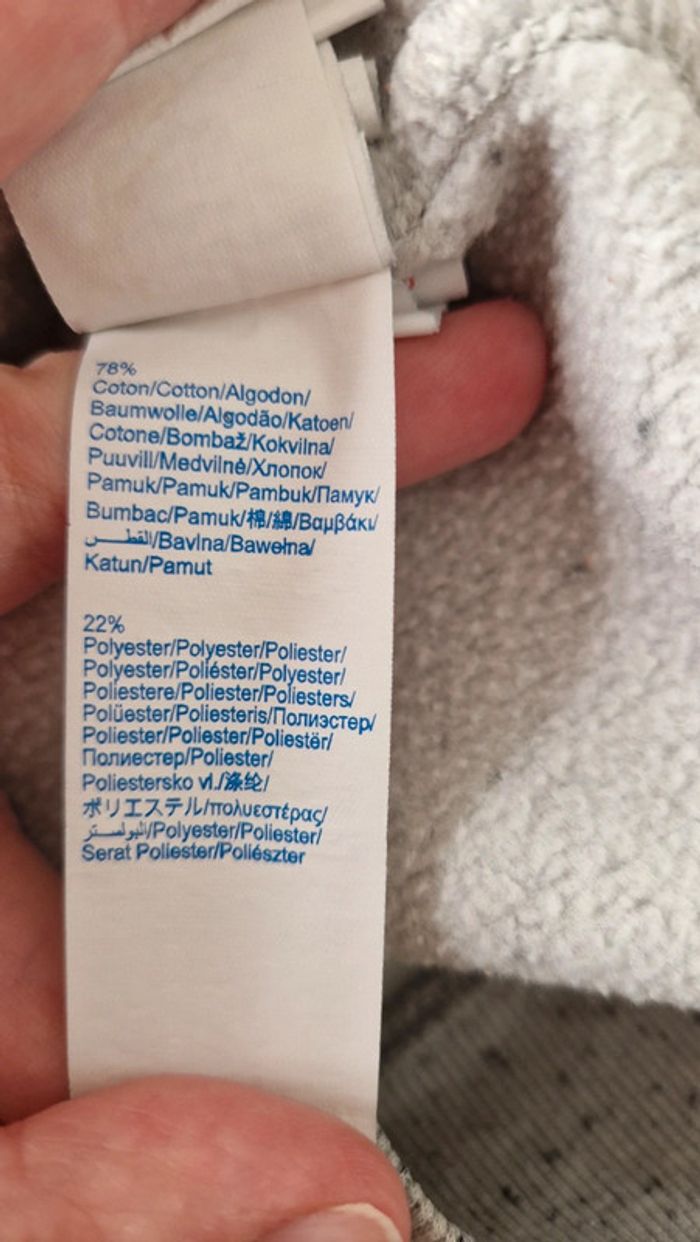 78%
Coton/Cotton/Algodon/
Baumwolle/Algodão/Katoen/
Cotone/Bombaž/Kokvilna/
Puuvill/Medvilnė/Хлопок/
Pamuk/Pamuk/Pambuk/Памук/
Bumbac/Pamuk/棉/綿/Βαμβάκι/
القطــــن/Bavlna/Bawełna/
Katun/Pamut
22%
Polyester/Polyester/Poliester/
Polyester/Poliéster/Polyester/
Poliestere/Poliester/Poliesters/
Polüester/Poliesteris/Полиэстер/
Poliester/Poliester/Poliestër/
Полиестер/Poliester/
Poliestersko vl./涤纶/
ポリエステル/πολυεστέρας/
البولســتر/Polyester/Poliester/
Serat Poliester/Poliészter